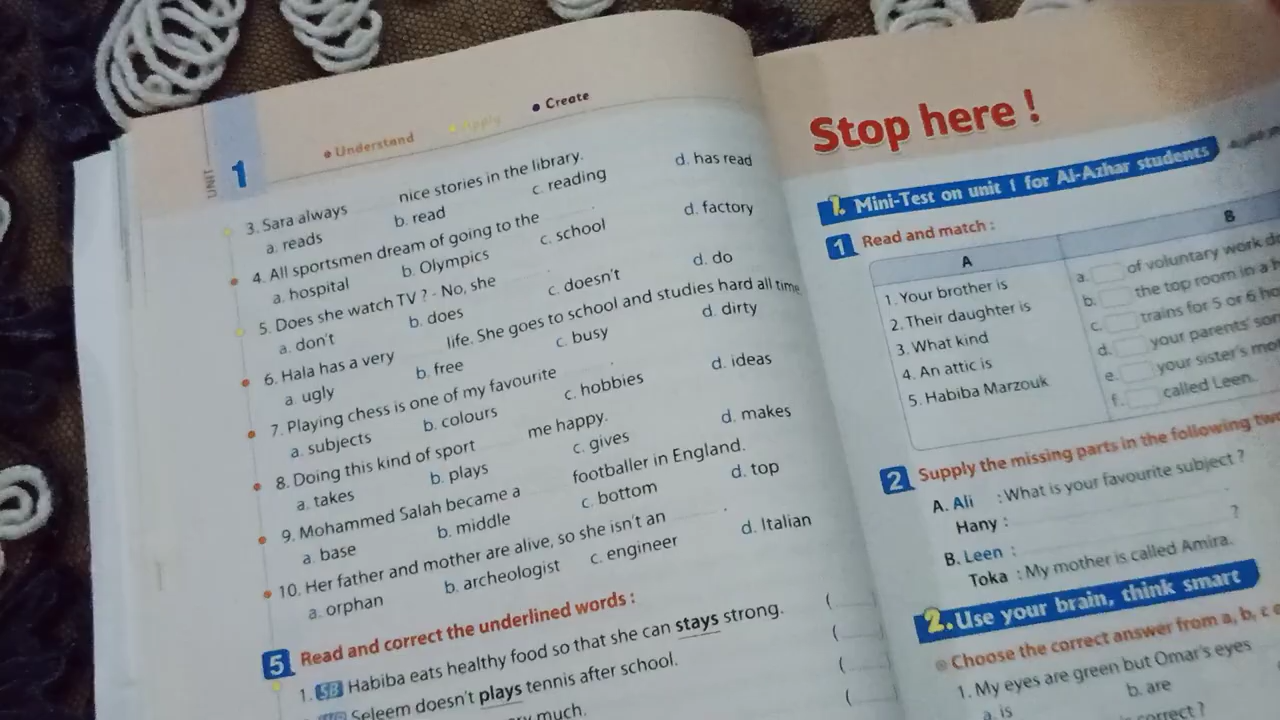 UNIT 1
Understand Apply Create
3. Sara always nice stories in the library.
a. reads b. read c. reading d. has read
4. All sportsmen dream of going to the
a. hospital b. Olympics c. school d. factory
5. Does she watch TV ? - No, she
a. don't b. does c. doesn't d. do
6. Hala has a very life. She goes to school and studies hard all time
a. ugly b. free c. busy d. dirty
7. Playing chess is one of my favourite
a. subjects b. colours c. hobbies d. ideas
8. Doing this kind of sport me happy.
a. takes b. plays c. gives d. makes
9. Mohammed Salah became a footballer in England.
a. base b. middle c. bottom d. top
10. Her father and mother are alive, so she isn't an .
a. orphan b. archeologist c. engineer d. Italian
5 Read and correct the underlined words :
1. SB Habiba eats healthy food so that she can stays strong. (
Seleem doesn't plays tennis after school. (
much. (
(
Stop here !
1. Mini-Test on unit 1 for Al-Azhar students
1 Read and match :
A B
1. Your brother is
2. Their daughter is
3. What kind
4. An attic is
5. Habiba Marzouk
a. of voluntary work
b. the top room in a
c. trains for 5 or 6
d. your parents'
e. your sister's
f. called Leen.
2 Supply the missing parts in the following
A. Ali : What is your favourite subject ?
Hany :
B. Leen : ?
Toka : My mother is called Amira.
2. Use your brain, think smart
Choose the correct answer from a, b, c
1. My eyes are green but Omar's eyes
a. is b. are
correct ?